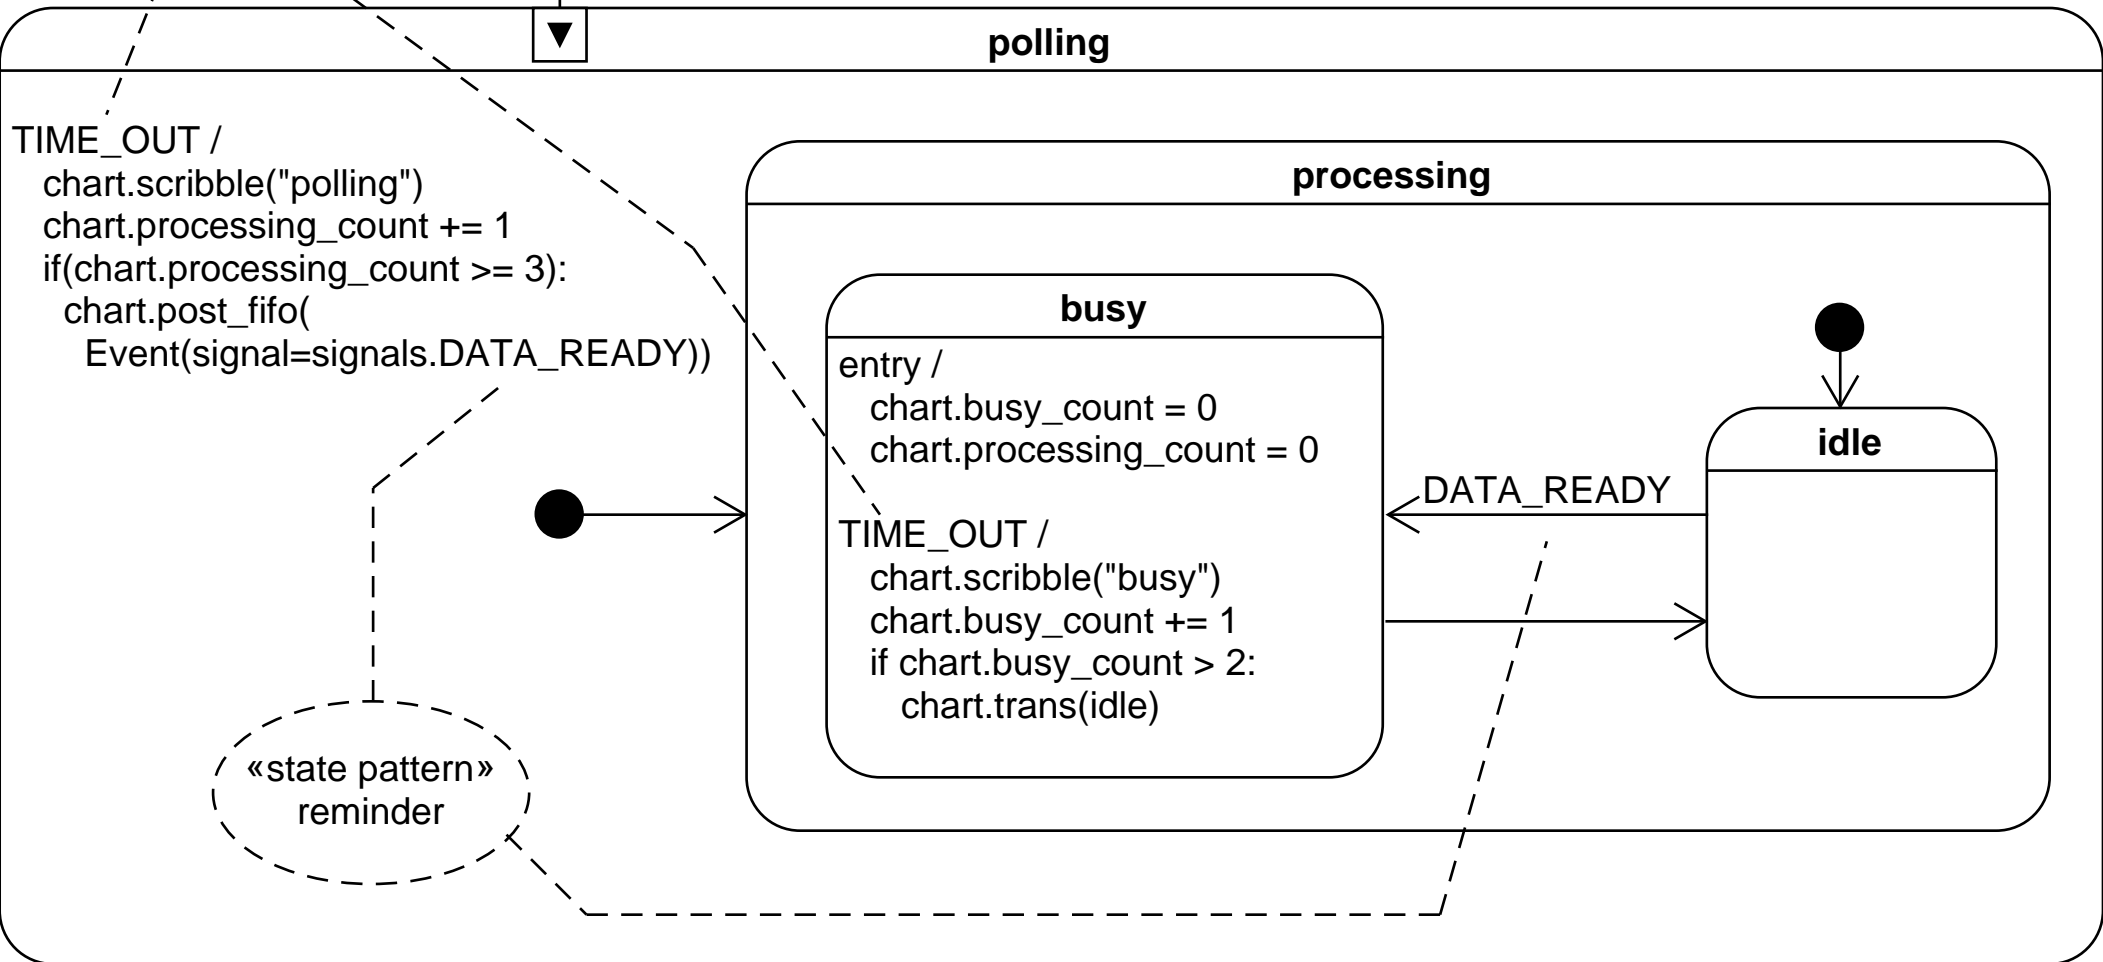 polling
TIME_OUT /
chart.scribble("polling")
chart.processing_count += 1
if(chart.processing_count >= 3):
chart.post_fifo(
Event(signal=signals.DATA_READY))
processing
busy
entry /
chart.busy_count = 0
chart.processing_count = 0
TIME_OUT /
chart.scribble("busy")
chart.busy_count += 1
if chart.busy_count > 2:
chart.trans(idle)
DATA_READY
idle
«state pattern»
reminder